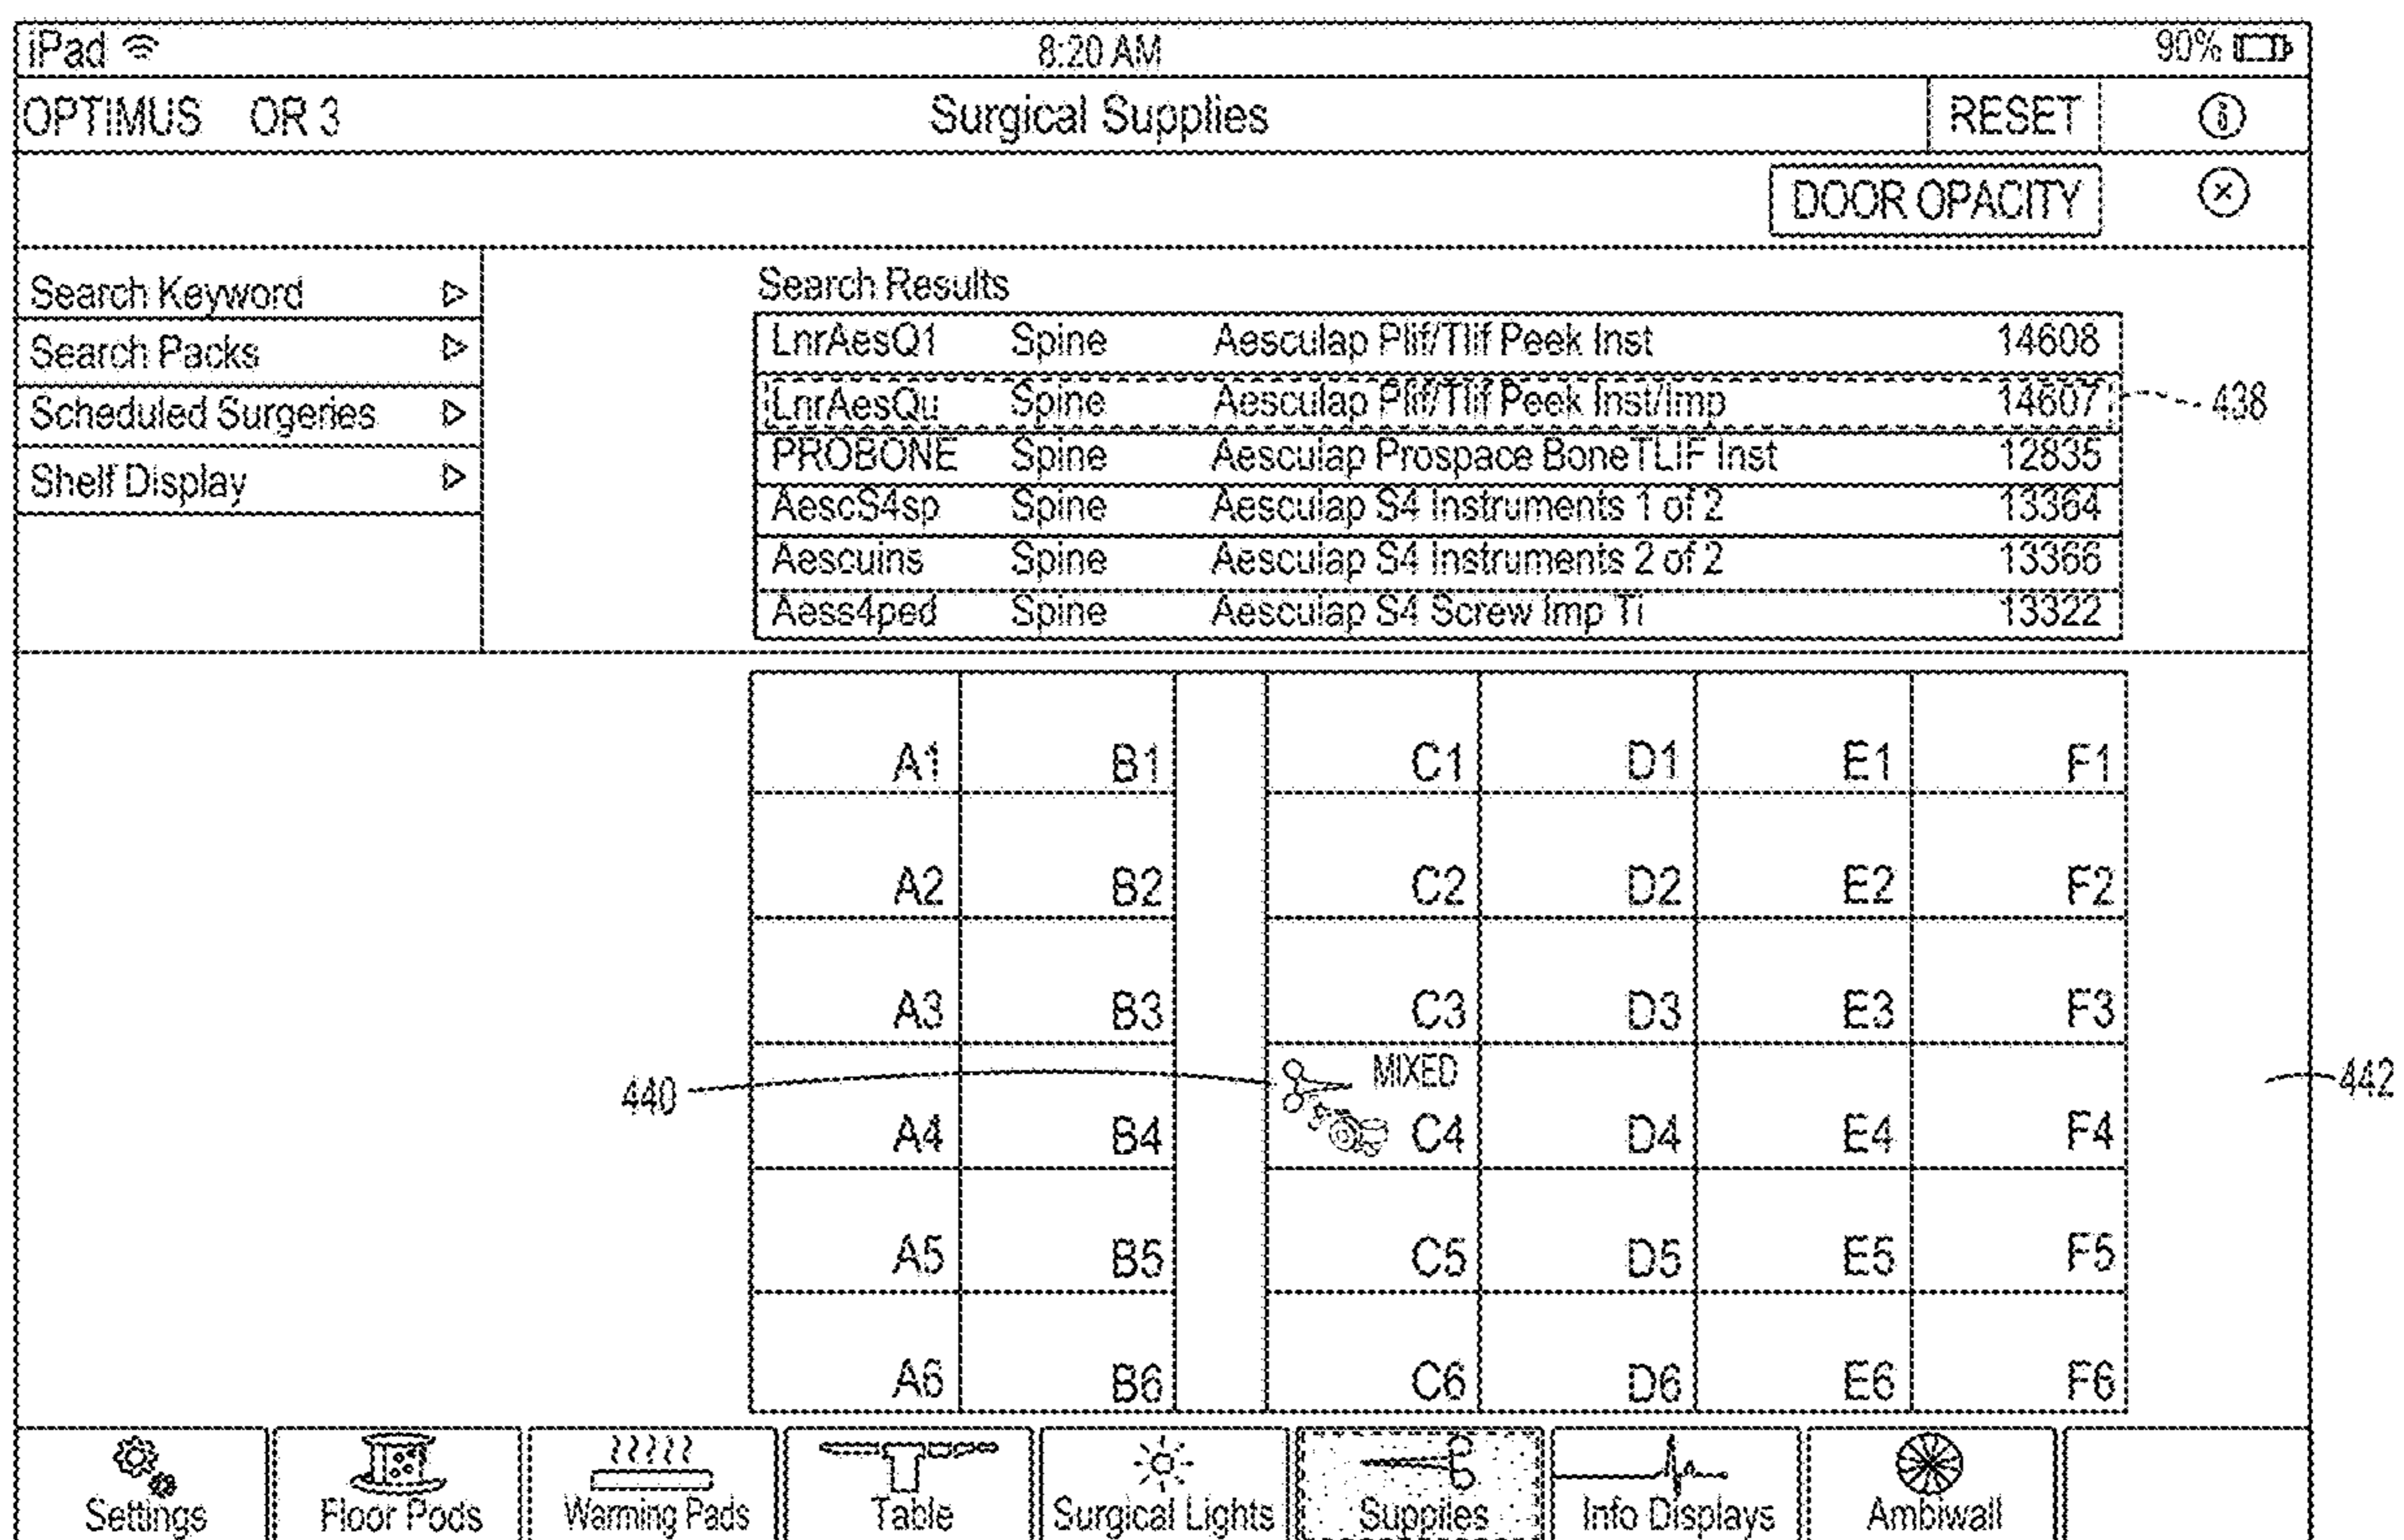 iPad 8:20 AM 90%
OPTIMUS OR 3 Surgical Supplies RESET
DOOR OPACITY
Search Keyword
Search Packs
Scheduled Surgeries
Shelf Display
Search Results
LnrAesQ1 Spine Aesculap Plif/Tlif Peek Inst 14608
LnrAesQu Spine Aesculap Plif/Tlif Peek Inst/Imp 14607 438
PROBONE Spine Aesculap Prospace BoneTLIF Inst 12835
AescS4sp Spine Aesculap S4 Instruments 1 of 2 13364
Aescuins Spine Aesculap S4 Instruments 2 of 2 13366
Aess4ped Spine Aesculap S4 Screw Imp Ti 13322
A1 B1 C1 D1 E1 F1
A2 B2 C2 D2 E2 F2
A3 B3 C3 D3 E3 F3
440 MIXED 442
A4 B4 C4 D4 E4 F4
A5 B5 C5 D5 E5 F5
A6 B6 C6 D6 E6 F6
Settings Floor Pods Warming Pads Table Surgical Lights Supplies Info Displays Ambiwall